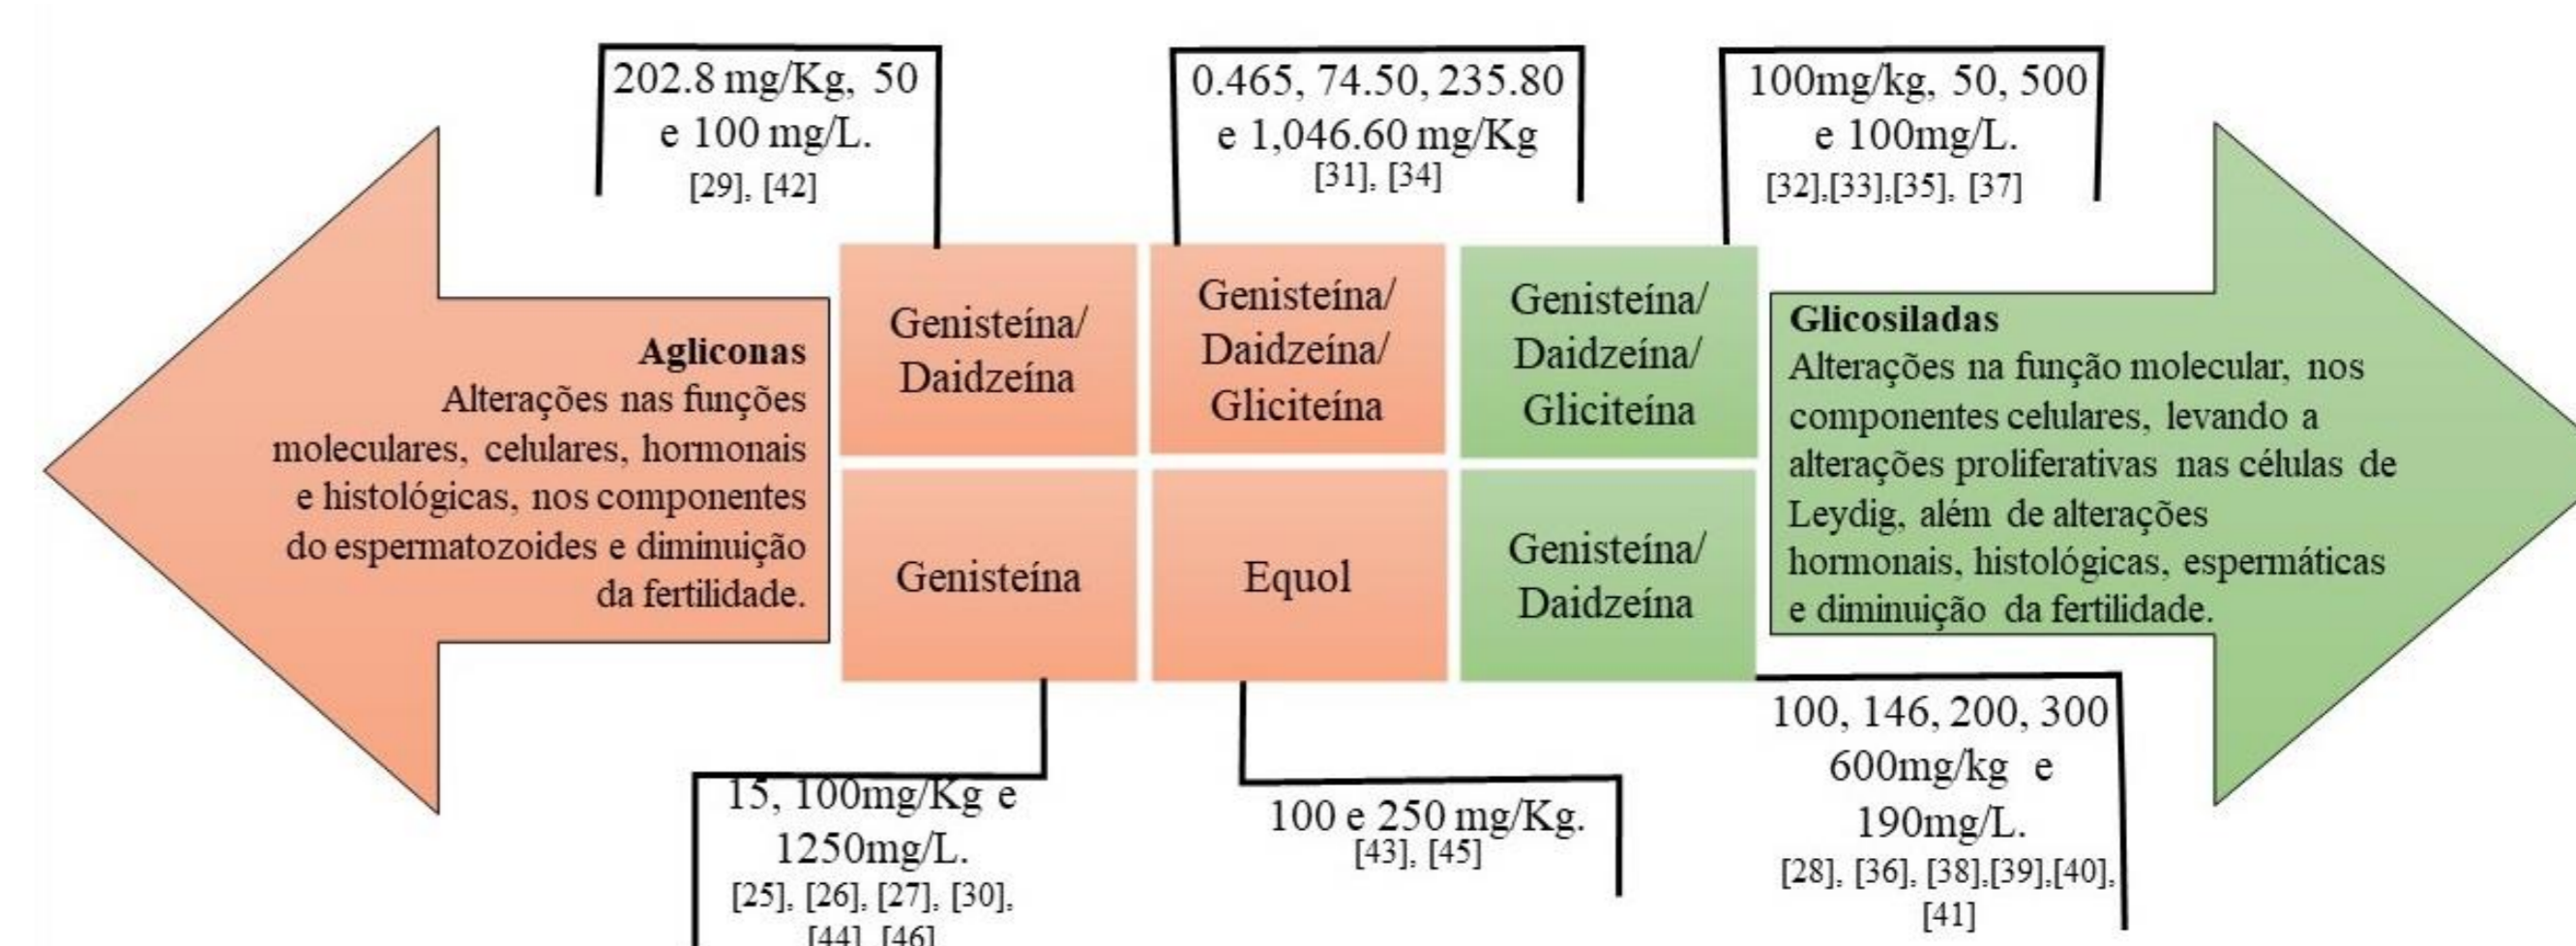 202.8 mg/Kg, 50
e 100 mg/L.
[29], [42]
0.465, 74.50, 235.80
e 1,046.60 mg/Kg
[31], [34]
100mg/kg, 50, 500
e 100mg/L.
[32],[33],[35], [37]
Agliconas
Alterações nas funções
moleculares, celulares, hormonais
e histológicas, nos componentes
do espermatozoides e diminuição
da fertilidade.
Genisteína/
Daidzeína
Genisteína/
Daidzeína/
Gliciteína
Genisteína/
Daidzeína/
Gliciteína
Genisteína
Equol
Genisteína/
Daidzeína
Glicosiladas
Alterações na função molecular, nos
componentes celulares, levando a
alterações proliferativas nas células de
Leydig, além de alterações
hormonais, histológicas, espermáticas
e diminuição da fertilidade.
15, 100mg/Kg e
1250mg/L.
[25], [26], [27], [30],
[44], [46]
100 e 250 mg/Kg.
[43], [45]
100, 146, 200, 300
600mg/kg e
190mg/L.
[28], [36], [38],[39],[40],
[41]